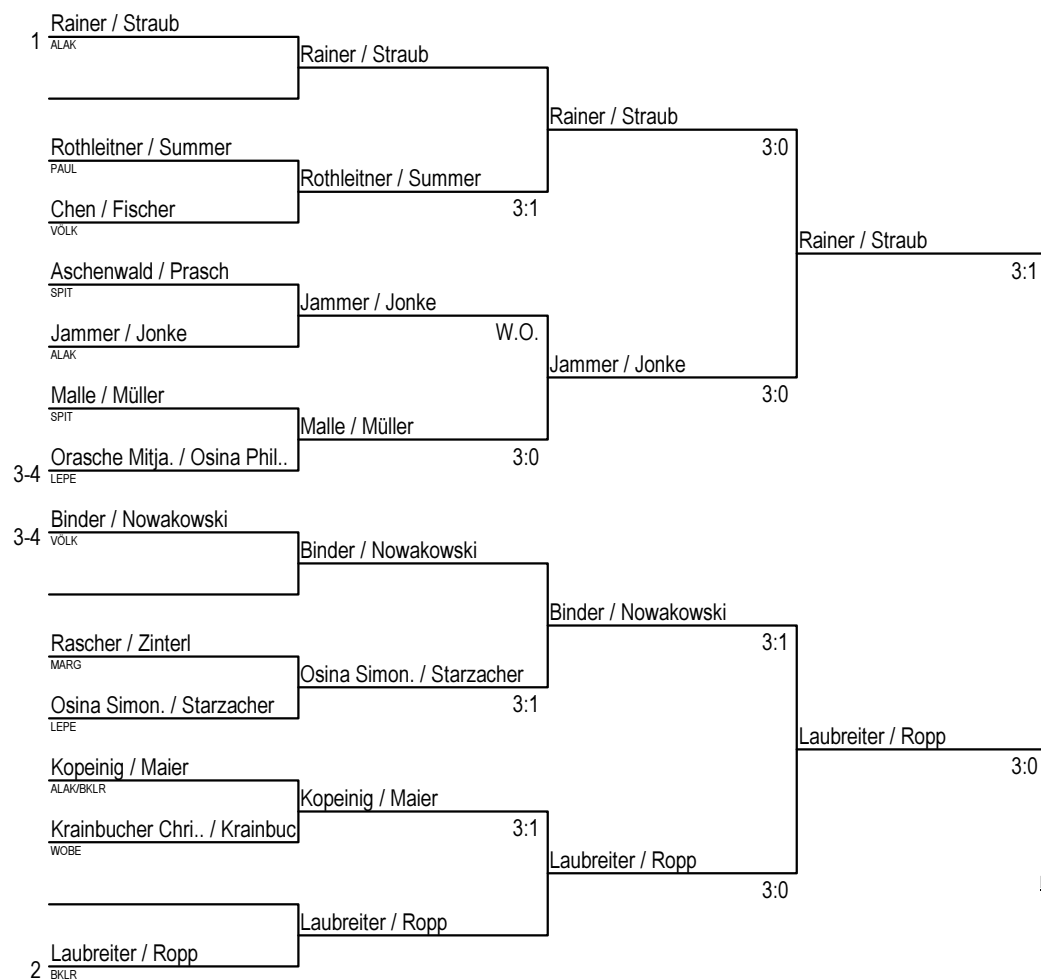 Rainer / Straub
1 ALAK
Rainer / Straub
Rainer / Straub
3:0
Rothleitner / Summer
PAUL
Rothleitner / Summer
3:1
Chen / Fischer
VÖLK
Rainer / Straub
3:1
Aschenwald / Prasch
SPIT
Jammer / Jonke
W.O.
Jammer / Jonke
ALAK
Jammer / Jonke
3:0
Malle / Müller
SPIT
Malle / Müller
3:0
Orasche Mitja. / Osina Phil..
3-4 LEPE
Binder / Nowakowski
3-4 VÖLK
Binder / Nowakowski
Binder / Nowakowski
3:1
Rascher / Zinterl
MARG
Osina Simon. / Starzacher
3:1
Osina Simon. / Starzacher
LEPE
Laubreiter / Ropp
3:0
Kopeinig / Maier
ALAK/BKLR
Kopeinig / Maier
3:1
Krainbucher Chri.. / Krainbuc
WOBE
Laubreiter / Ropp
3:0
Laubreiter / Ropp
Laubreiter / Ropp
2 BKLR